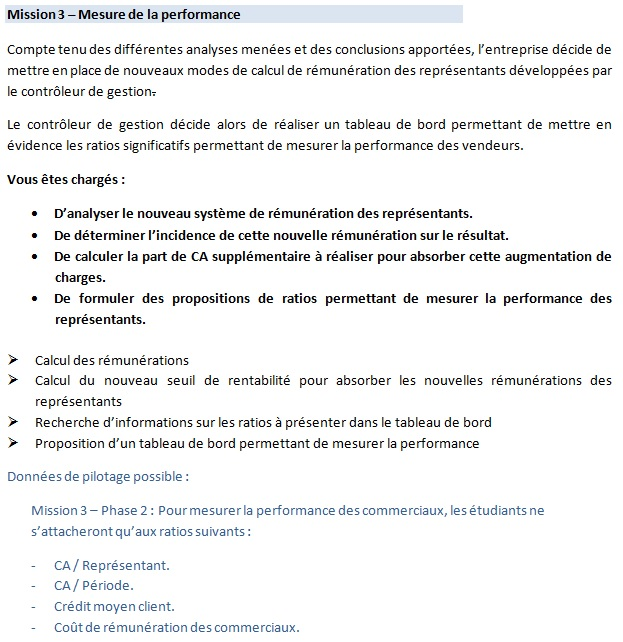 Mission 3 – Mesure de la performance
Compte tenu des différentes analyses menées et des conclusions apportées, l'entreprise décide de
mettre en place de nouveaux modes de calcul de rémunération des représentants développées par
le contrôleur de gestion.
Le contrôleur de gestion décide alors de réaliser un tableau de bord permettant de mettre en
évidence les ratios significatifs permettant de mesurer la performance des vendeurs.
Vous êtes chargés :
• D'analyser le nouveau système de rémunération des représentants.
• De déterminer l'incidence de cette nouvelle rémunération sur le résultat.
• De calculer la part de CA supplémentaire à réaliser pour absorber cette augmentation de
charges.
• De formuler des propositions de ratios permettant de mesurer la performance des
représentants.
➢ Calcul des rémunérations
➢ Calcul du nouveau seuil de rentabilité pour absorber les nouvelles rémunérations des
représentants
➢ Recherche d'informations sur les ratios à présenter dans le tableau de bord
➢ Proposition d'un tableau de bord permettant de mesurer la performance
Données de pilotage possible :
Mission 3 – Phase 2 : Pour mesurer la performance des commerciaux, les étudiants ne
s'attacheront qu'aux ratios suivants :
- CA / Représentant.
- CA / Période.
- Crédit moyen client.
- Coût de rémunération des commerciaux.